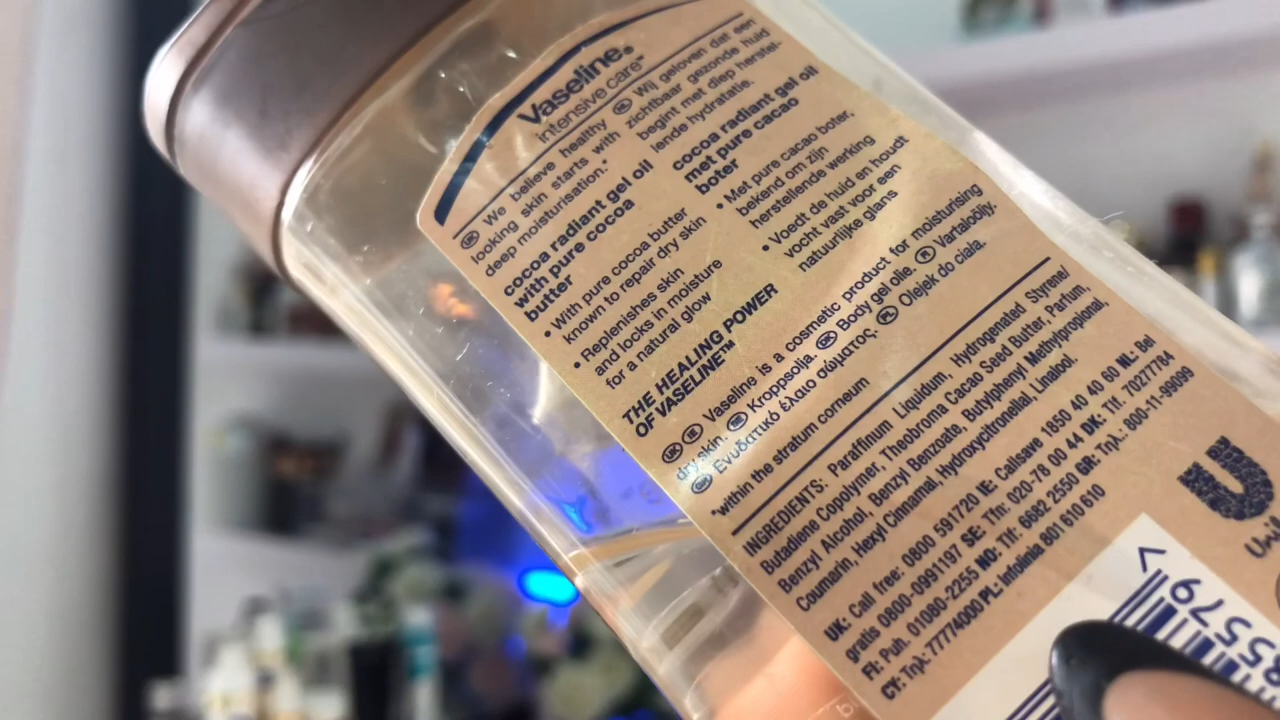 Vaseline®
intensive care™
UK We believe healthy
looking skin starts with
deep moisturisation.*
cocoa radiant gel oil
with pure cocoa
butter
• With pure cocoa butter
known to repair dry skin
• Replenishes skin
and locks in moisture
for a natural glow
THE HEALING POWER
OF VASELINE™
NL Wij geloven dat een
zichtbaar gezonde huid
begint met diep herstel-
lende hydratatie.
cocoa radiant gel oil
met pure cacao
boter
• Met pure cacao boter,
bekend om zijn
herstellende werking
• Voedt de huid en houdt
vocht vast voor een
natuurlijke glans
UK IE Vaseline is a cosmetic product for moisturising
dry skin. Kroppsolja. Body gel olie. FI Vartaloöljy.
GR Ενυδατικό έλαιο σώματος. PL Olejek do ciała.
*within the stratum corneum
INGREDIENTS: Paraffinum Liquidum, Hydrogenated Styrene/
Butadiene Copolymer, Theobroma Cacao Seed Butter, Parfum,
Benzyl Alcohol, Benzyl Benzoate, Butylphenyl Methylpropional,
Coumarin, Hexyl Cinnamal, Hydroxycitronellal, Linalool.
UK: Call free: 0800 591720 IE: Callsave 1850 40 40 60 NL: Bel
gratis 0800-0991197 SE: Tfn: 020-78 00 44 DK: Tlf. 70277784
FI: Puh. 01080-2255 NO: Tlf: 6682 2550 GR: Τηλ.: 800-11-99099
CY: Τηλ: 77774000 PL: Infolinia 801 610 610